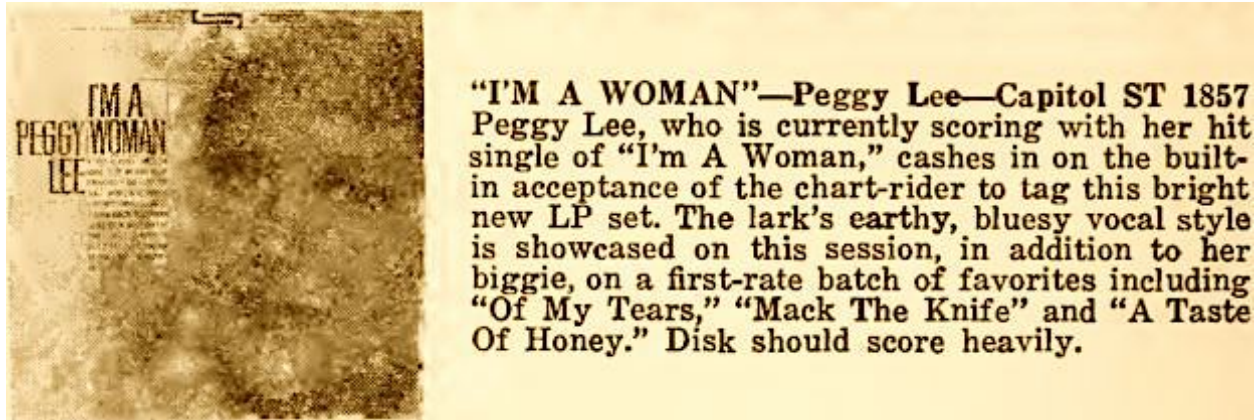 I'M A
PEGGY WOMAN
LEE
"I'M A WOMAN"—Peggy Lee—Capitol ST 1857
Peggy Lee, who is currently scoring with her hit
single of "I'm A Woman," cashes in on the built-
in acceptance of the chart-rider to tag this bright
new LP set. The lark's earthy, bluesy vocal style
is showcased on this session, in addition to her
biggie, on a first-rate batch of favorites including
"Of My Tears," "Mack The Knife" and "A Taste
Of Honey." Disk should score heavily.